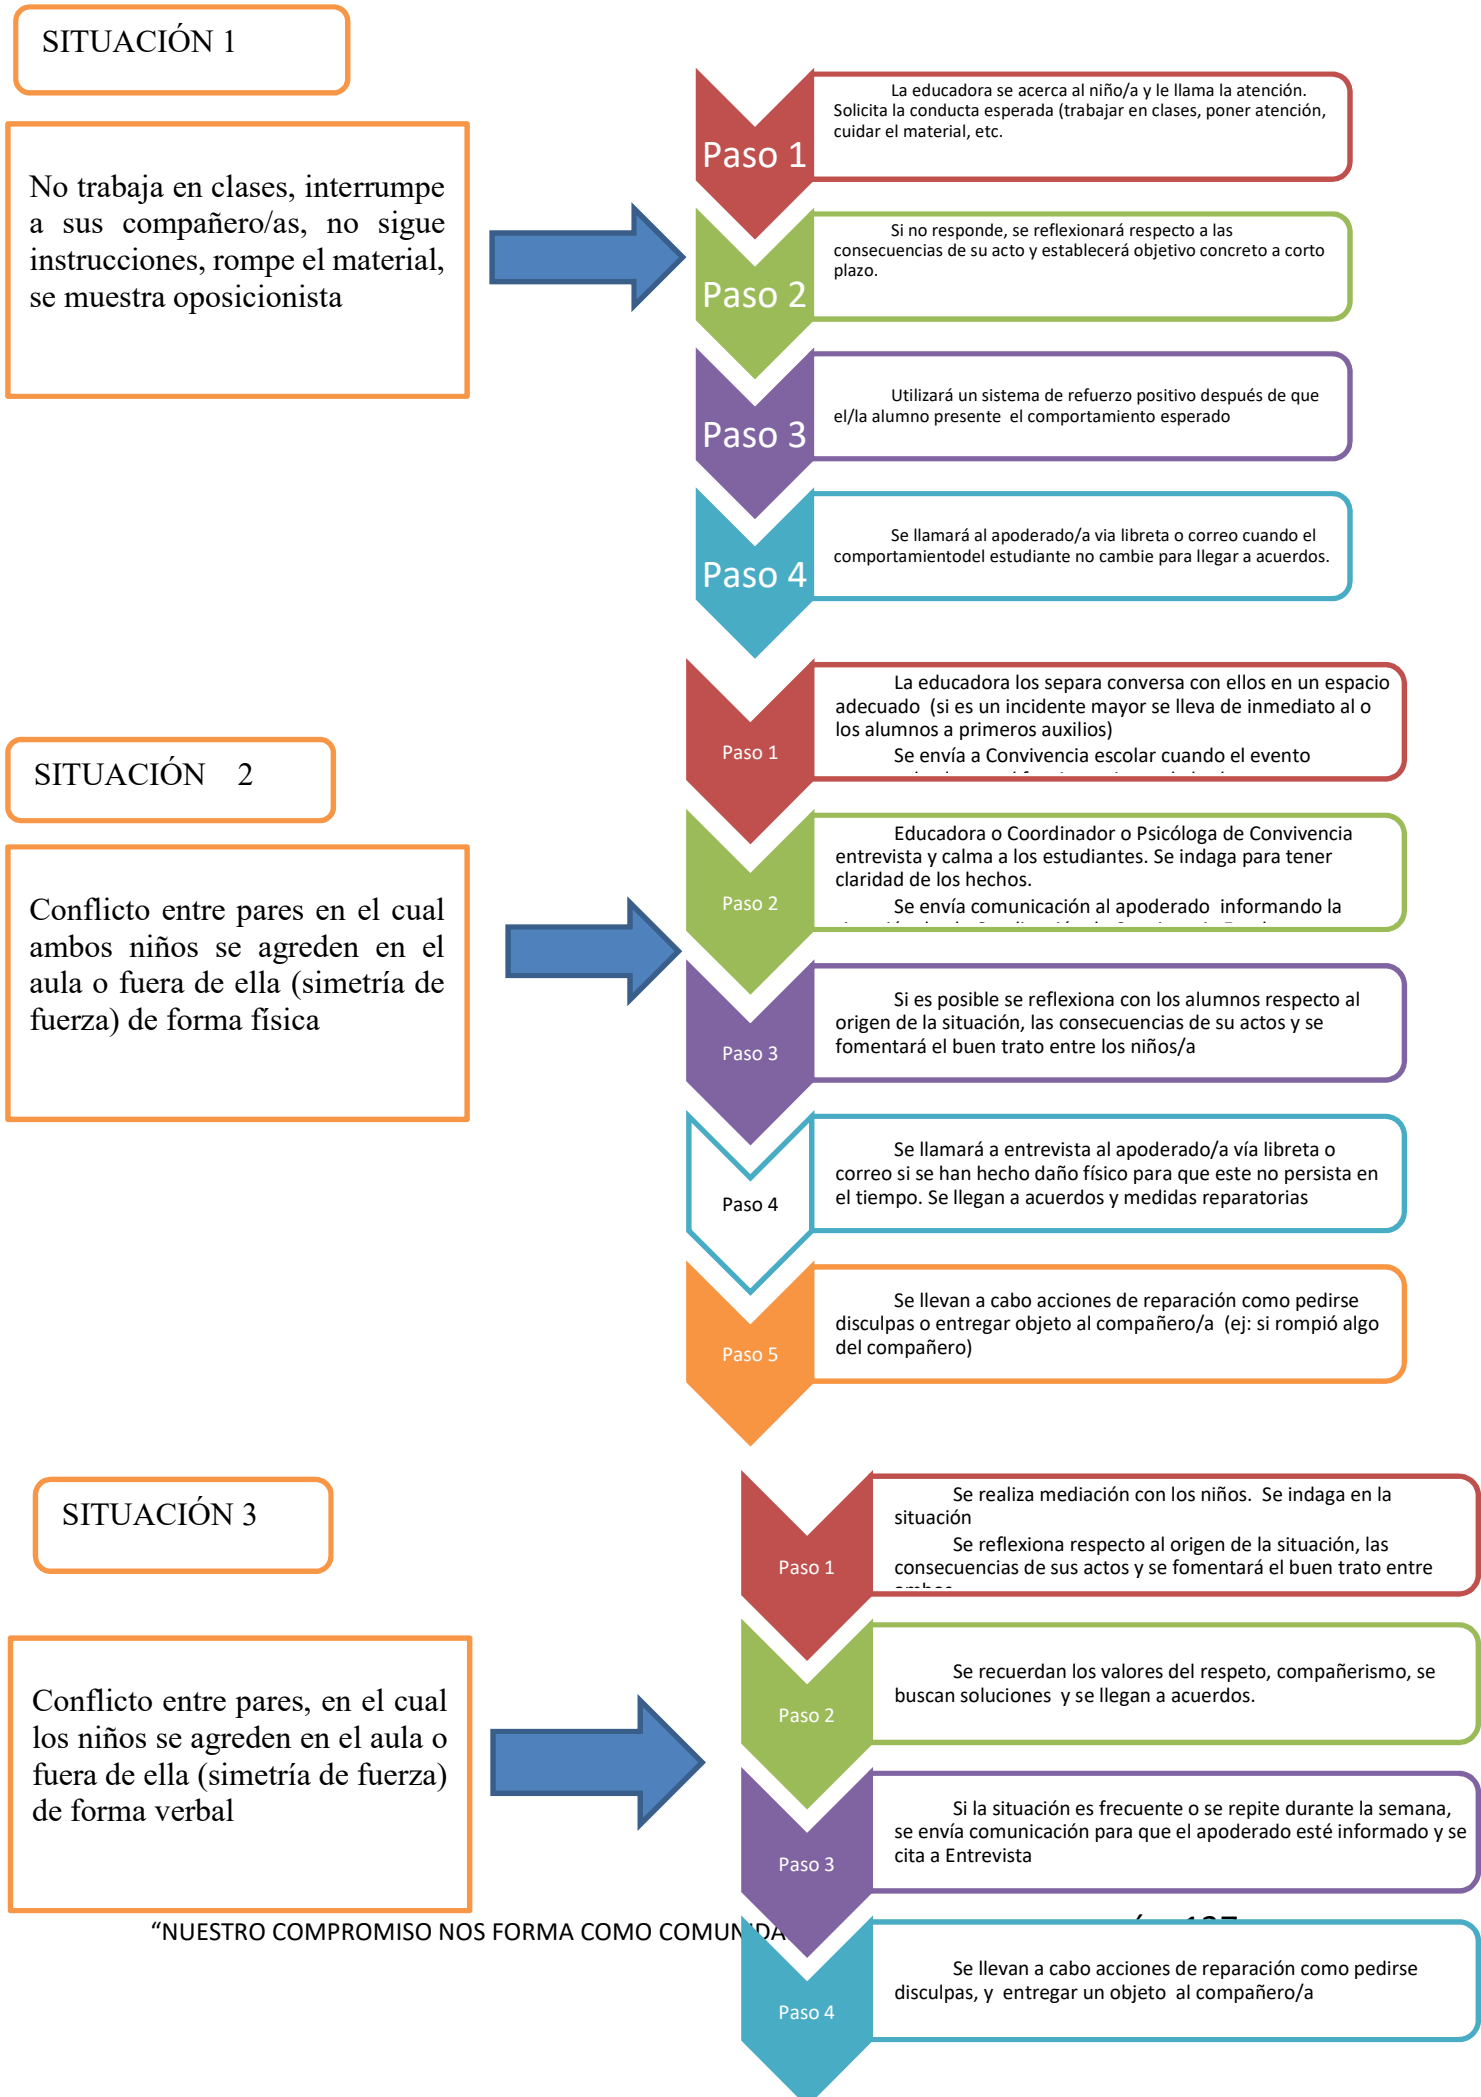 SITUACIÓN 1
No trabaja en clases, interrumpe
a sus compañero/as, no sigue
instrucciones, rompe el material,
se muestra oposicionista
Paso 1
La educadora se acerca al niño/a y le llama la atención.
Solicita la conducta esperada (trabajar en clases, poner atención,
cuidar el material, etc.
Paso 2
Si no responde, se reflexionará respecto a las
consecuencias de su acto y establecerá objetivo concreto a corto
plazo.
Paso 3
Utilizará un sistema de refuerzo positivo después de que
el/la alumno presente el comportamiento esperado
Paso 4
Se llamará al apoderado/a via libreta o correo cuando el
comportamientodel estudiante no cambie para llegar a acuerdos.
SITUACIÓN 2
Conflicto entre pares en el cual
ambos niños se agreden en el
aula o fuera de ella (simetría de
fuerza) de forma física
Paso 1
La educadora los separa conversa con ellos en un espacio
adecuado (si es un incidente mayor se lleva de inmediato al o
los alumnos a primeros auxilios)
Se envía a Convivencia escolar cuando el evento
Paso 2
Educadora o Coordinador o Psicóloga de Convivencia
entrevista y calma a los estudiantes. Se indaga para tener
claridad de los hechos.
Se envía comunicación al apoderado informando la
Paso 3
Si es posible se reflexiona con los alumnos respecto al
origen de la situación, las consecuencias de su actos y se
fomentará el buen trato entre los niños/a
Paso 4
Se llamará a entrevista al apoderado/a vía libreta o
correo si se han hecho daño físico para que este no persista en
el tiempo. Se llegan a acuerdos y medidas reparatorias
Paso 5
Se llevan a cabo acciones de reparación como pedirse
disculpas o entregar objeto al compañero/a (ej: si rompió algo
del compañero)
SITUACIÓN 3
Conflicto entre pares, en el cual
los niños se agreden en el aula o
fuera de ella (simetría de fuerza)
de forma verbal
Paso 1
Se realiza mediación con los niños. Se indaga en la
situación
Se reflexiona respecto al origen de la situación, las
consecuencias de sus actos y se fomentará el buen trato entre
Paso 2
Se recuerdan los valores del respeto, compañerismo, se
buscan soluciones y se llegan a acuerdos.
Paso 3
Si la situación es frecuente o se repite durante la semana,
se envía comunicación para que el apoderado esté informado y se
cita a Entrevista
Paso 4
Se llevan a cabo acciones de reparación como pedirse
disculpas, y entregar un objeto al compañero/a
“NUESTRO COMPROMISO NOS FORMA COMO COMUNIDA